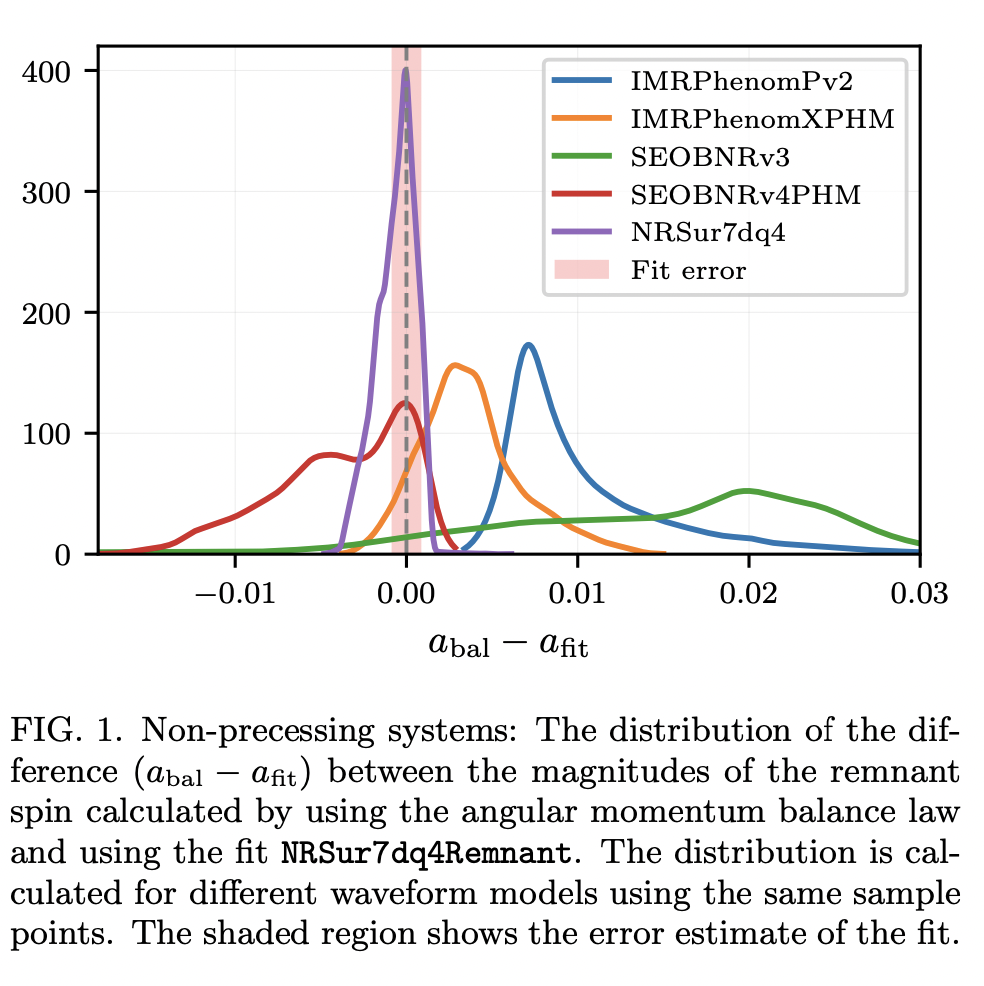 400
300
200
100
0
−0.01
0.00
0.01
0.02
0.03
IMRPhenomPv2
IMRPhenomXPHM
SEOBNRv3
SEOBNRv4PHM
NRSur7dq4
Fit error
a_bal − a_fit
FIG. 1. Non-precessing systems: The distribution of the dif-
ference (a_bal − a_fit) between the magnitudes of the remnant
spin calculated by using the angular momentum balance law
and using the fit NRSur7dq4Remnant. The distribution is cal-
culated for different waveform models using the same sample
points. The shaded region shows the error estimate of the fit.